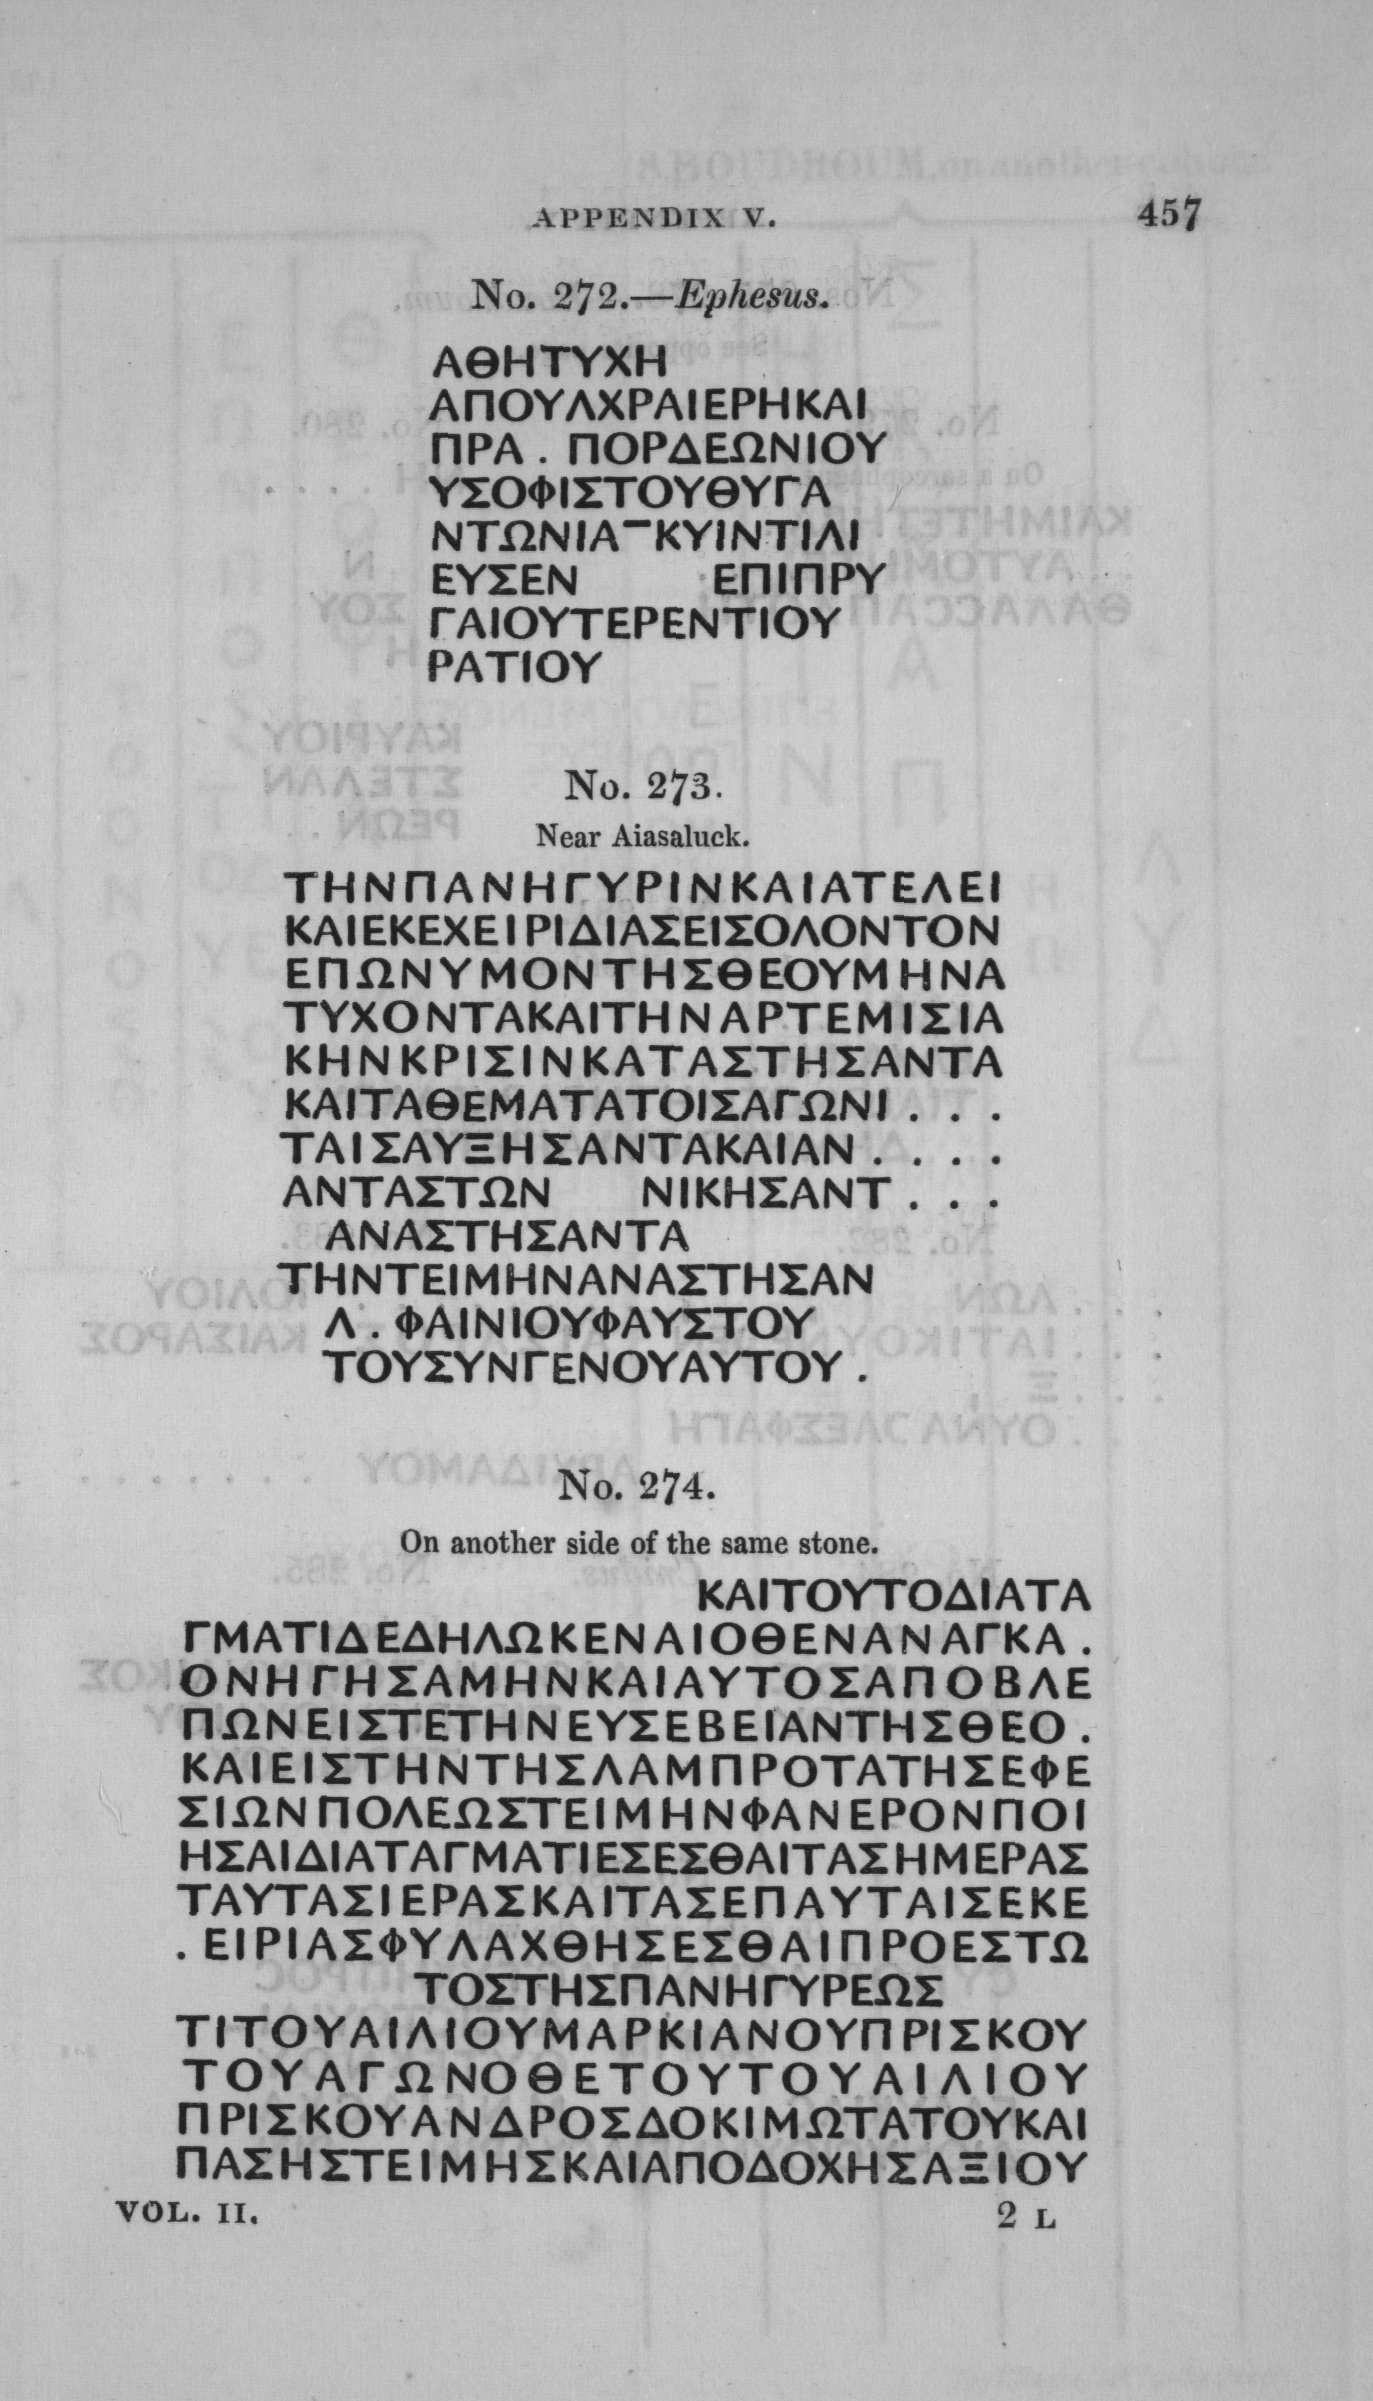 APPENDIX V. 457
No. 272.—Ephesus.
ΑΘΗΤΥΧΗ
ΑΠΟΥΛΧΡΑΙΕΡΗΚΑΙ
ΠΡΑ . ΠΟΡΔΕΩΝΙΟΥ
ΥΣΟΦΙΣΤΟΥΘΥΓΑ
ΝΤΩΝΙΑ—ΚΥΙΝΤΙΛΙ
ΕΥΣΕΝ ΕΠΙΠΡΥ
ΓΑΙΟΥΤΕΡΕΝΤΙΟΥ
ΡΑΤΙΟΥ
No. 273.
Near Aiasaluck.
ΤΗΝΠΑΝΗΓΥΡΙΝΚΑΙΑΤΕΛΕΙ
ΚΑΙΕΚΕΧΕΙΡΙΔΙΑΣΕΙΣΟΛΟΝΤΟΝ
ΕΠΩΝΥΜΟΝΤΗΣΘΕΟΥΜΗΝΑ
ΤΥΧΟΝΤΑΚΑΙΤΗΝΑΡΤΕΜΙΣΙΑ
ΚΗΝΚΡΙΣΙΝΚΑΤΑΣΤΗΣΑΝΤΑ
ΚΑΙΤΑΘΕΜΑΤΑΤΟΙΣΑΓΩΝΙ . . .
ΤΑΙΣΑΥΞΗΣΑΝΤΑΚΑΙΑΝ . . . .
ΑΝΤΑΣΤΩΝ ΝΙΚΗΣΑΝΤ . . .
ΑΝΑΣΤΗΣΑΝΤΑ
ΤΗΝΤΕΙΜΗΝΑΝΑΣΤΗΣΑΝ
Λ . ΦΑΙΝΙΟΥΦΑΥΣΤΟΥ
ΤΟΥΣΥΝΓΕΝΟΥΑΥΤΟΥ .
No. 274.
On another side of the same stone.
ΚΑΙΤΟΥΤΟΔΙΑΤΑ
ΓΜΑΤΙΔΕΔΗΛΩΚΕΝΑΙΟΘΕΝΑΝΑΓΚΑ .
ΟΝΗΓΗΣΑΜΗΝΚΑΙΑΥΤΟΣΑΠΟΒΛΕ
ΠΩΝΕΙΣΤΕΤΗΝΕΥΣΕΒΕΙΑΝΤΗΣΘΕΟ .
ΚΑΙΕΙΣΤΗΝΤΗΣΛΑΜΠΡΟΤΑΤΗΣΕΦΕ
ΣΙΩΝΠΟΛΕΩΣΤΕΙΜΗΝΦΑΝΕΡΟΝΠΟΙ
ΗΣΑΙΔΙΑΤΑΓΜΑΤΙΕΣΕΣΘΑΙΤΑΣΗΜΕΡΑΣ
ΤΑΥΤΑΣΙΕΡΑΣΚΑΙΤΑΣΕΠΑΥΤΑΙΣΕΚΕ
. ΕΙΡΙΑΣΦΥΛΑΧΘΗΣΕΣΘΑΙΠΡΟΕΣΤΩ
ΤΟΣΤΗΣΠΑΝΗΓΥΡΕΩΣ
ΤΙΤΟΥΑΙΛΙΟΥΜΑΡΚΙΑΝΟΥΠΡΙΣΚΟΥ
ΤΟΥΑΓΩΝΟΘΕΤΟΥΤΟΥΑΙΛΙΟΥ
ΠΡΙΣΚΟΥΑΝΔΡΟΣΔΟΚΙΜΩΤΑΤΟΥΚΑΙ
ΠΑΣΗΣΤΕΙΜΗΣΚΑΙΑΠΟΔΟΧΗΣΑΞΙΟΥ
VOL. II. 2 L